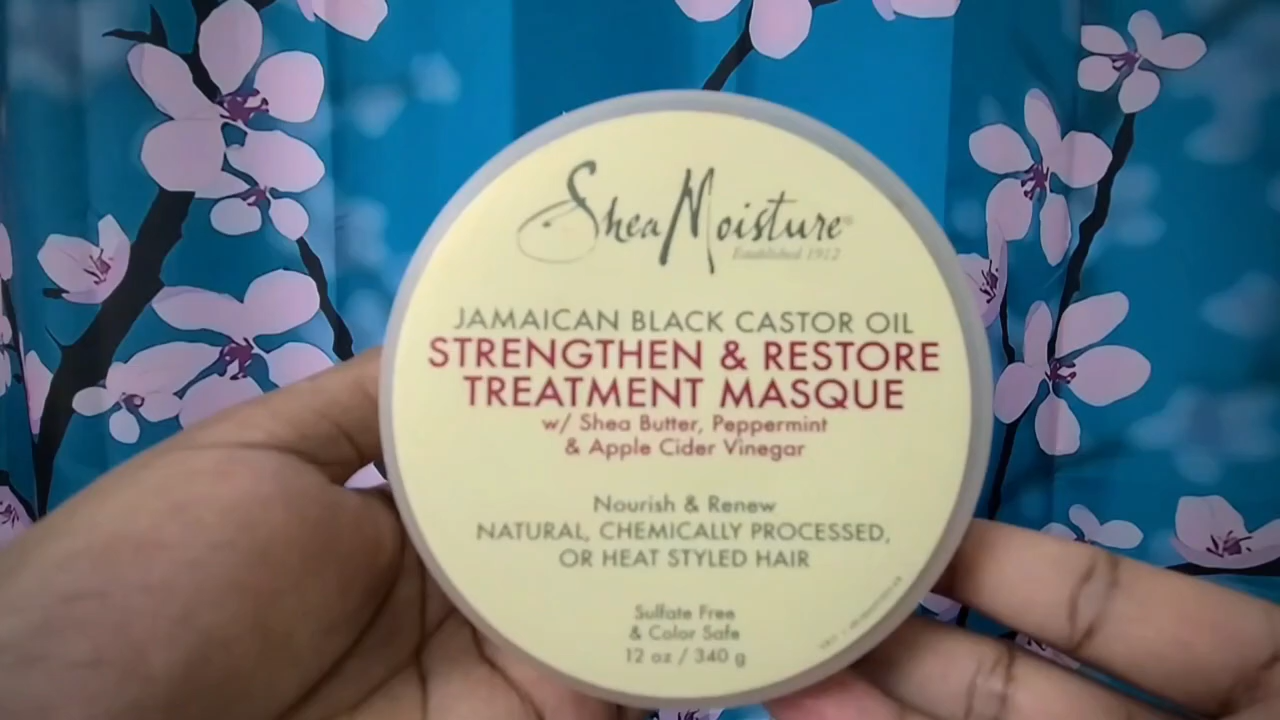 SheaMoisture®
Established 1912
JAMAICAN BLACK CASTOR OIL
STRENGTHEN & RESTORE
TREATMENT MASQUE
w/ Shea Butter, Peppermint
& Apple Cider Vinegar
Nourish & Renew
NATURAL, CHEMICALLY PROCESSED,
OR HEAT STYLED HAIR
Sulfate Free
& Color Safe
12 oz / 340 g